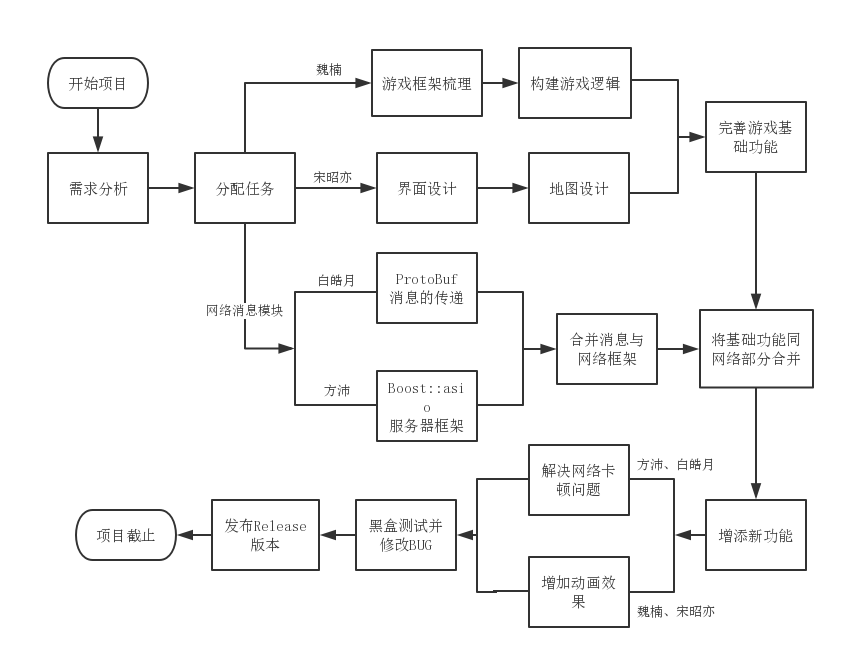 开始项目
需求分析
分配任务
魏楠
游戏框架梳理
构建游戏逻辑
宋昭亦
界面设计
地图设计
完善游戏基
础功能
网络消息模块
白皓月
ProtoBuf
消息的传递
方沛
Boost::asi
o
服务器框架
合并消息与
网络框架
将基础功能同
网络部分合并
增添新功能
方沛、白皓月
解决网络卡
顿问题
魏楠、宋昭亦
增加动画效
果
黑盒测试并
修改BUG
发布Release
版本
项目截止